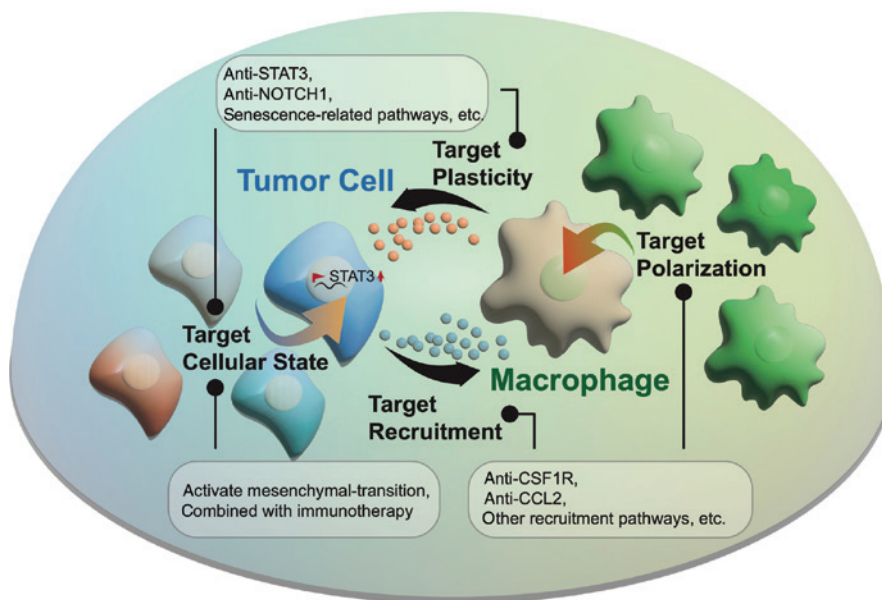 Anti-STAT3,
Anti-NOTCH1,
Senescence-related pathways, etc.
Target
Plasticity
Tumor Cell
STAT3
Target
Polarization
Target
Cellular State
Macrophage
Target
Recruitment
Activate mesenchymal-transition,
Combined with immunotherapy
Anti-CSF1R,
Anti-CCL2,
Other recruitment pathways, etc.